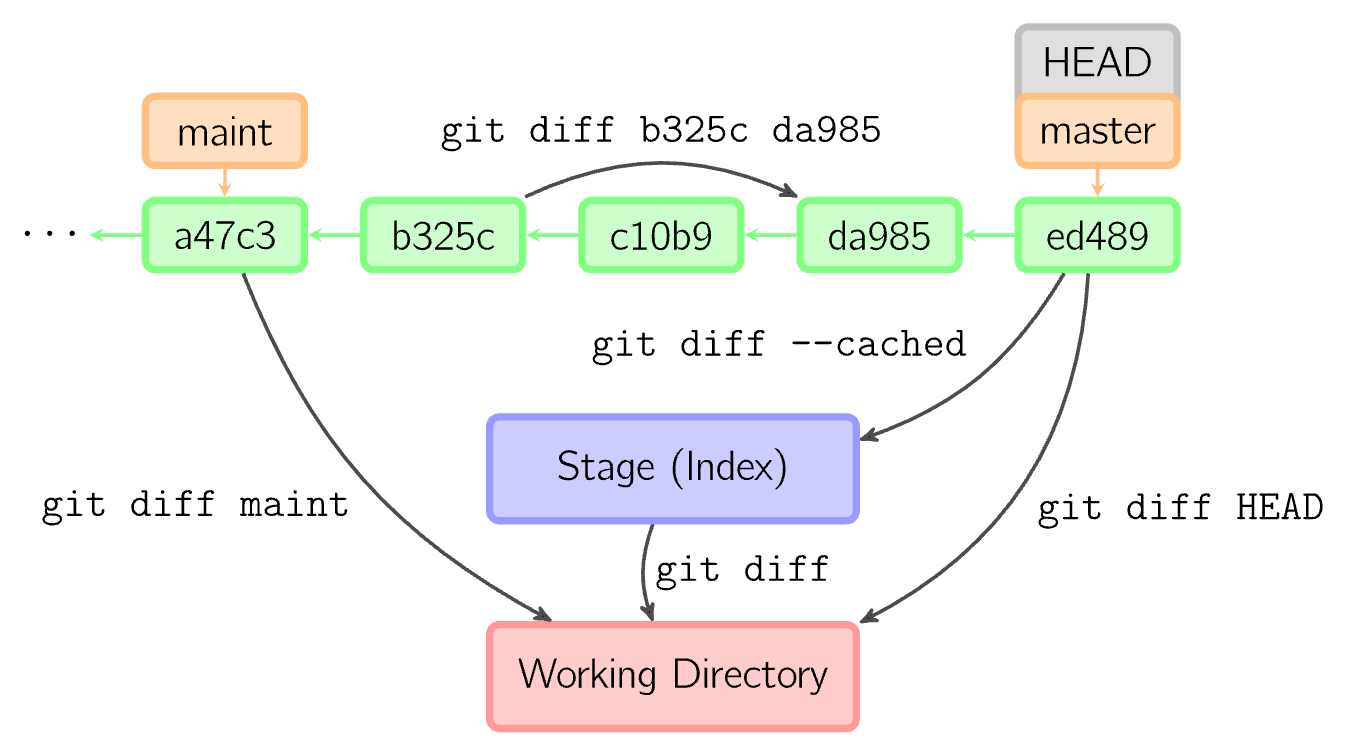 HEAD
maint
git diff b325c da985
master
...
a47c3
b325c
c10b9
da985
ed489
git diff --cached
Stage (Index)
git diff maint
git diff HEAD
git diff
Working Directory